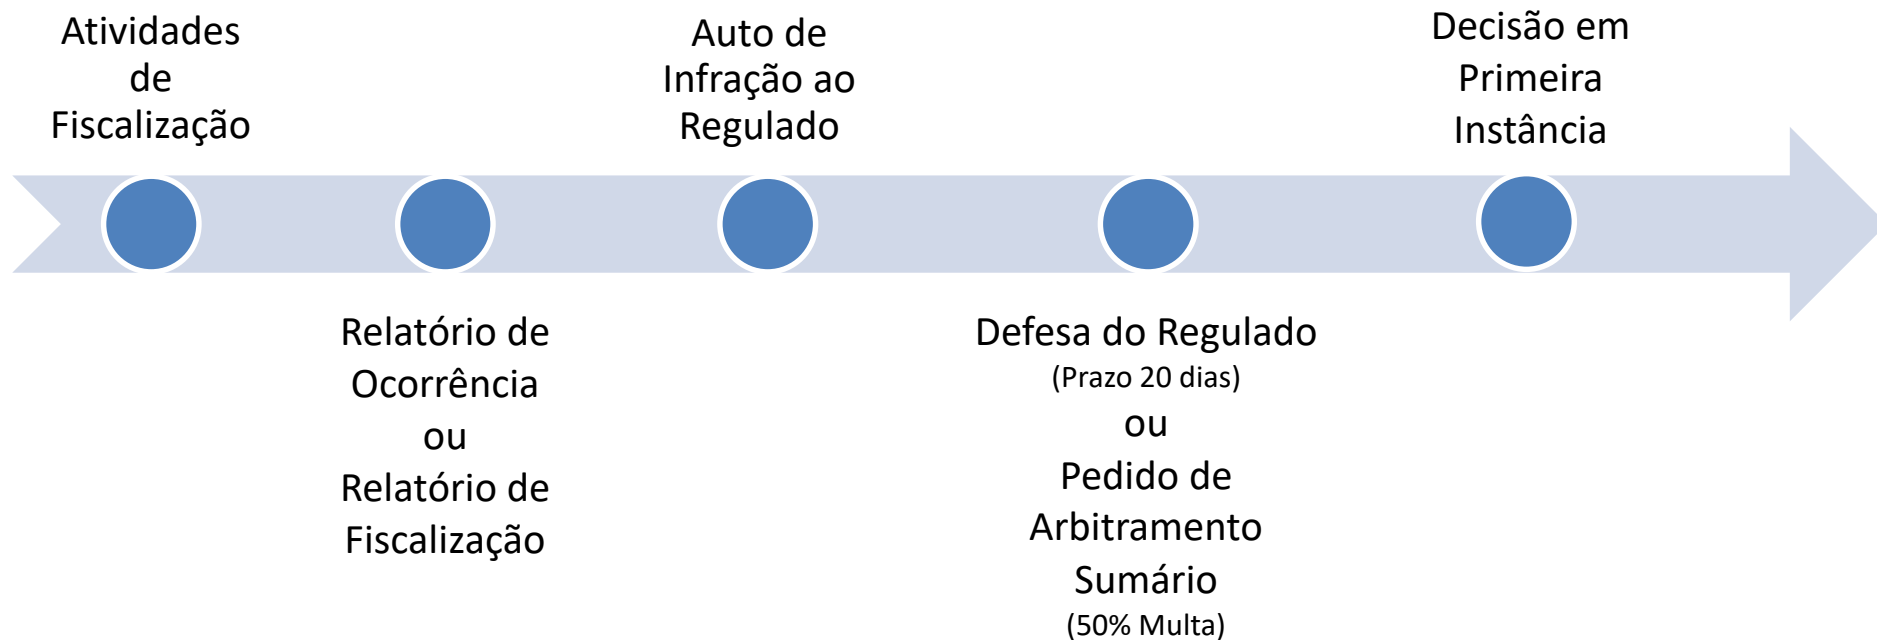 Atividades
de
Fiscalização
Relatório de
Ocorrência
ou
Relatório de
Fiscalização
Auto de
Infração ao
Regulado
Defesa do Regulado
(Prazo 20 dias)
ou
Pedido de
Arbitramento
Sumário
(50% Multa)
Decisão em
Primeira
Instância